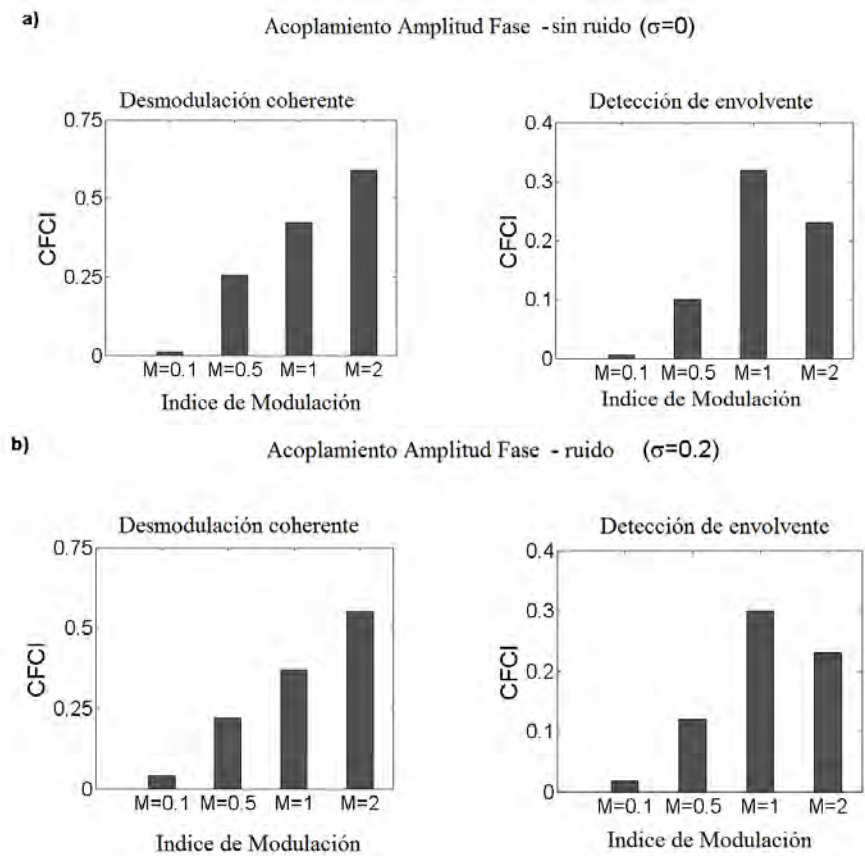 a)
Acoplamiento Amplitud Fase - sin ruido (σ=0)
Desmodulación coherente
0.75
0.5
0.25
0
CFCI
M=0.1 M=0.5 M=1 M=2
Indice de Modulación
Detección de envolvente
0.4
0.3
0.2
0.1
0
CFCI
M=0.1 M=0.5 M=1 M=2
Indice de Modulación
b)
Acoplamiento Amplitud Fase - ruido (σ=0.2)
Desmodulación coherente
0.75
0.5
0.25
0
CFCI
M=0.1 M=0.5 M=1 M=2
Indice de Modulación
Detección de envolvente
0.4
0.3
0.2
0.1
0
CFCI
M=0.1 M=0.5 M=1 M=2
Indice de Modulación